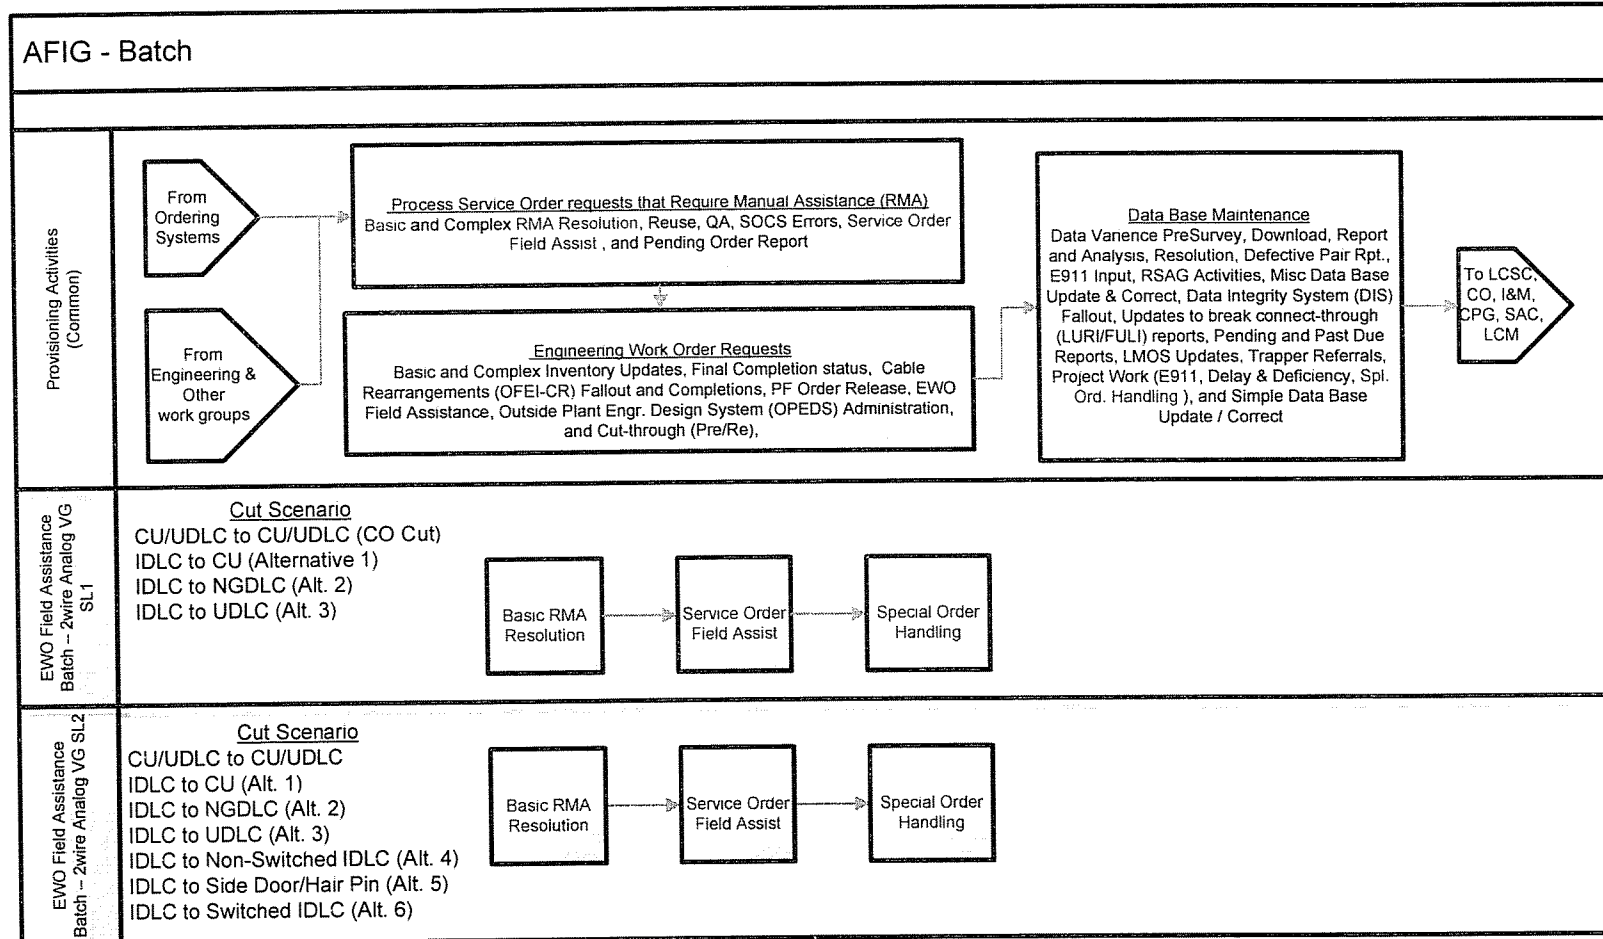 AFIG - Batch
Provisioning Activities
(Common)
From
Ordering
Systems
From
Engineering &
Other
work groups
Process Service Order requests that Require Manual Assistance (RMA)
Basic and Complex RMA Resolution, Reuse, QA, SOCS Errors, Service Order
Field Assist , and Pending Order Report
Engineering Work Order Requests
Basic and Complex Inventory Updates, Final Completion status, Cable
Rearrangements (OFEI-CR) Fallout and Completions, PF Order Release, EWO
Field Assistance, Outside Plant Engr. Design System (OPEDS) Administration,
and Cut-through (Pre/Re),
Data Base Maintenance
Data Varience PreSurvey, Download, Report
and Analysis, Resolution, Defective Pair Rpt.,
E911 Input, RSAG Activities, Misc Data Base
Update & Correct, Data Integrity System (DIS)
Fallout, Updates to break connect-through
(LURI/FULI) reports, Pending and Past Due
Reports, LMOS Updates, Trapper Referrals,
Project Work (E911, Delay & Deficiency, Spl.
Ord. Handling ), and Simple Data Base
Update / Correct
To LCSC,
CO, I&M,
CPG, SAC,
LCM
EWO Field Assistance
Batch – 2wire Analog VG
SL1
Cut Scenario
CU/UDLC to CU/UDLC (CO Cut)
IDLC to CU (Alternative 1)
IDLC to NGDLC (Alt. 2)
IDLC to UDLC (Alt. 3)
Basic RMA
Resolution
Service Order
Field Assist
Special Order
Handling
EWO Field Assistance
Batch – 2wire Analog VG SL2
Cut Scenario
CU/UDLC to CU/UDLC
IDLC to CU (Alt. 1)
IDLC to NGDLC (Alt. 2)
IDLC to UDLC (Alt. 3)
IDLC to Non-Switched IDLC (Alt. 4)
IDLC to Side Door/Hair Pin (Alt. 5)
IDLC to Switched IDLC (Alt. 6)
Basic RMA
Resolution
Service Order
Field Assist
Special Order
Handling